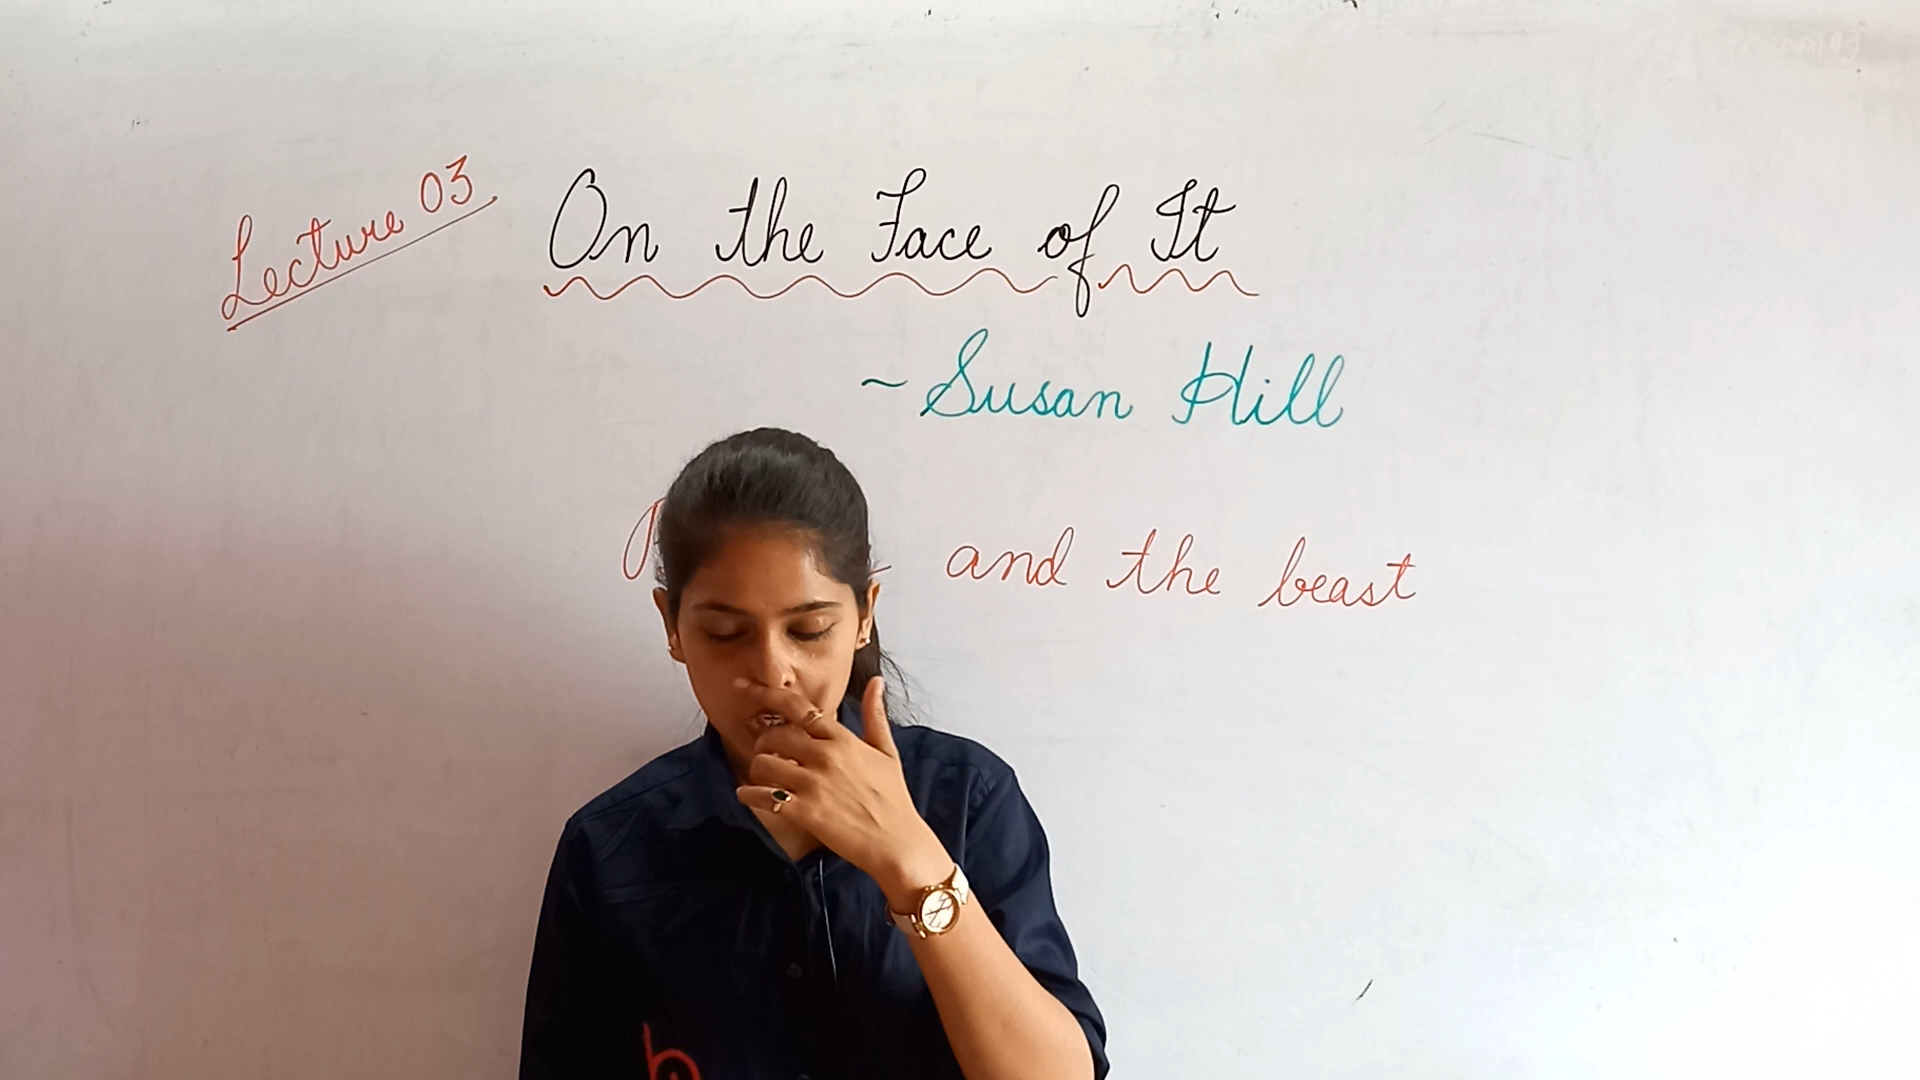 Lecture 03
On the Face of It
~ Susan Hill
and the beast